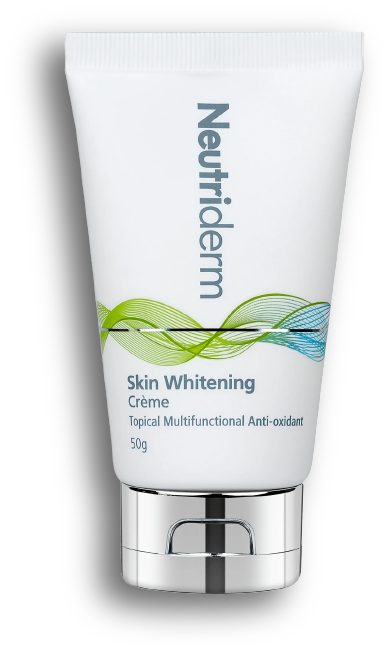 Neutriderm
Skin Whitening
Crème
Topical Multifunctional Anti-oxidant
50g